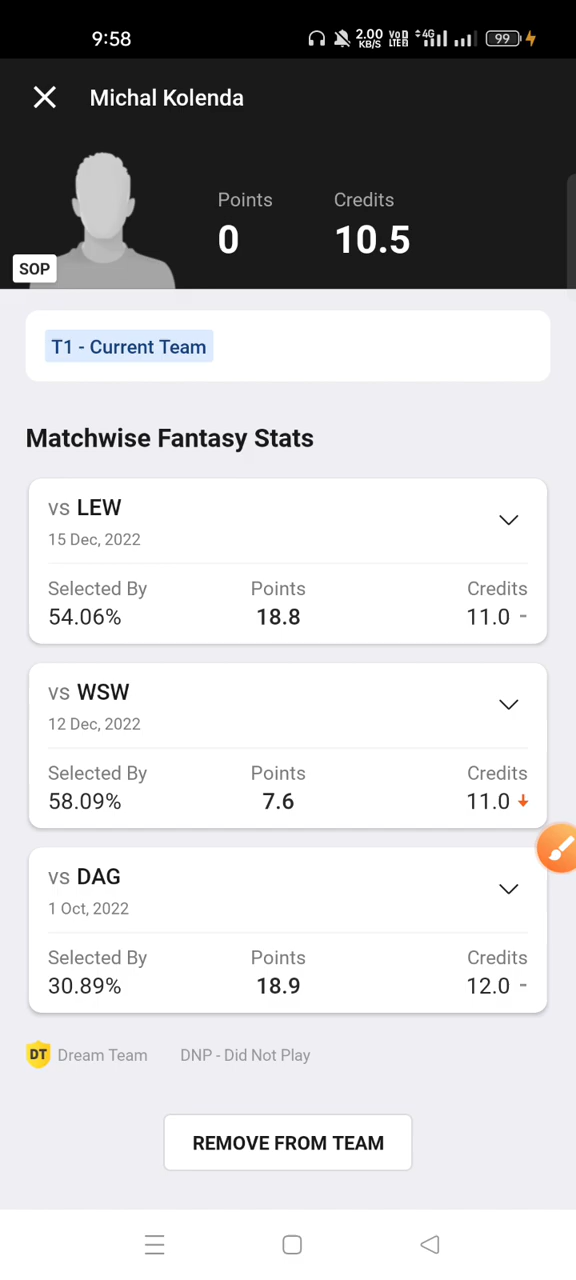 9:58 2.00 KB/S VoD LTED 4G 99
Michal Kolenda
Points Credits
0 10.5
SOP
T1 - Current Team
Matchwise Fantasy Stats
vs LEW
15 Dec, 2022
Selected By Points Credits
54.06% 18.8 11.0 -
vs WSW
12 Dec, 2022
Selected By Points Credits
58.09% 7.6 11.0
vs DAG
1 Oct, 2022
Selected By Points Credits
30.89% 18.9 12.0 -
DT Dream Team DNP - Did Not Play
REMOVE FROM TEAM